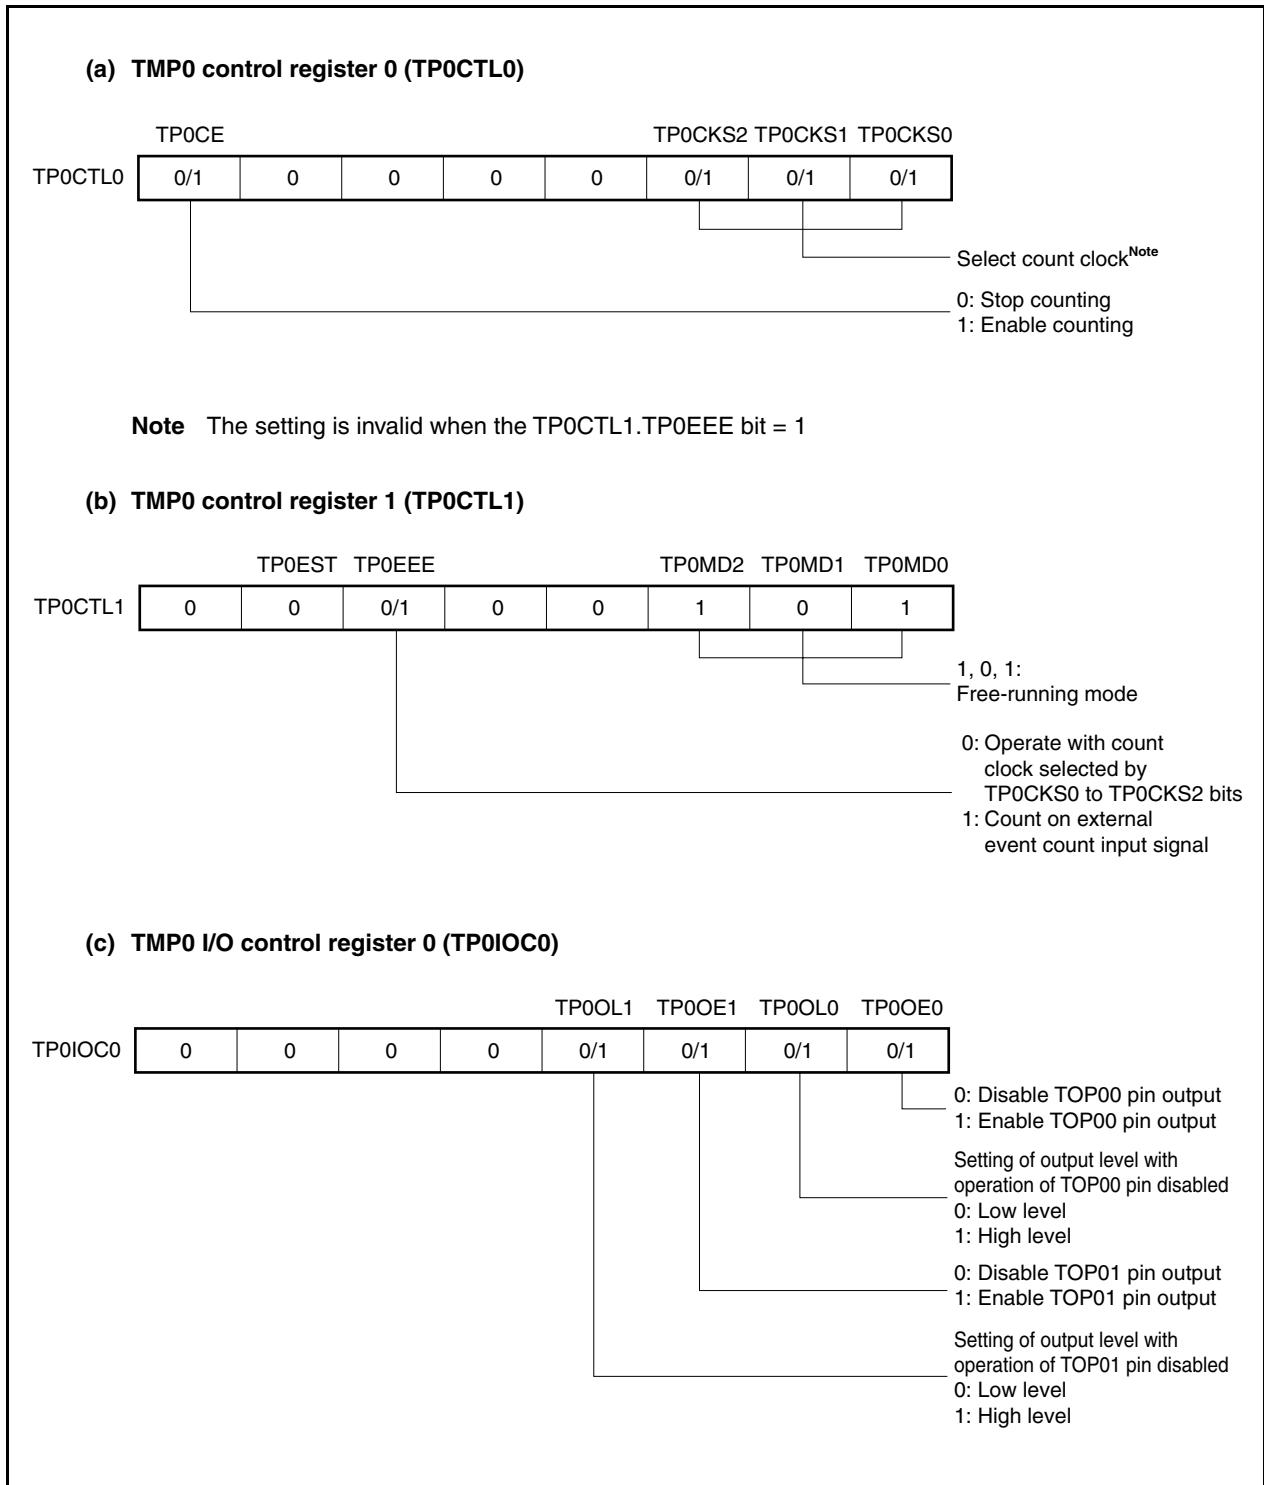 (a) TMP0 control register 0 (TP0CTL0)
TP0CE TP0CKS2 TP0CKS1 TP0CKS0
TP0CTL0 0/1 0 0 0 0 0/1 0/1 0/1
Select count clockNote
0: Stop counting
1: Enable counting
Note The setting is invalid when the TP0CTL1.TP0EEE bit = 1
(b) TMP0 control register 1 (TP0CTL1)
TP0EST TP0EEE TP0MD2 TP0MD1 TP0MD0
TP0CTL1 0 0 0/1 0 0 1 0 1
1, 0, 1:
Free-running mode
0: Operate with count
clock selected by
TP0CKS0 to TP0CKS2 bits
1: Count on external
event count input signal
(c) TMP0 I/O control register 0 (TP0IOC0)
TP0OL1 TP0OE1 TP0OL0 TP0OE0
TP0IOC0 0 0 0 0 0/1 0/1 0/1 0/1
0: Disable TOP00 pin output
1: Enable TOP00 pin output
Setting of output level with
operation of TOP00 pin disabled
0: Low level
1: High level
0: Disable TOP01 pin output
1: Enable TOP01 pin output
Setting of output level with
operation of TOP01 pin disabled
0: Low level
1: High level